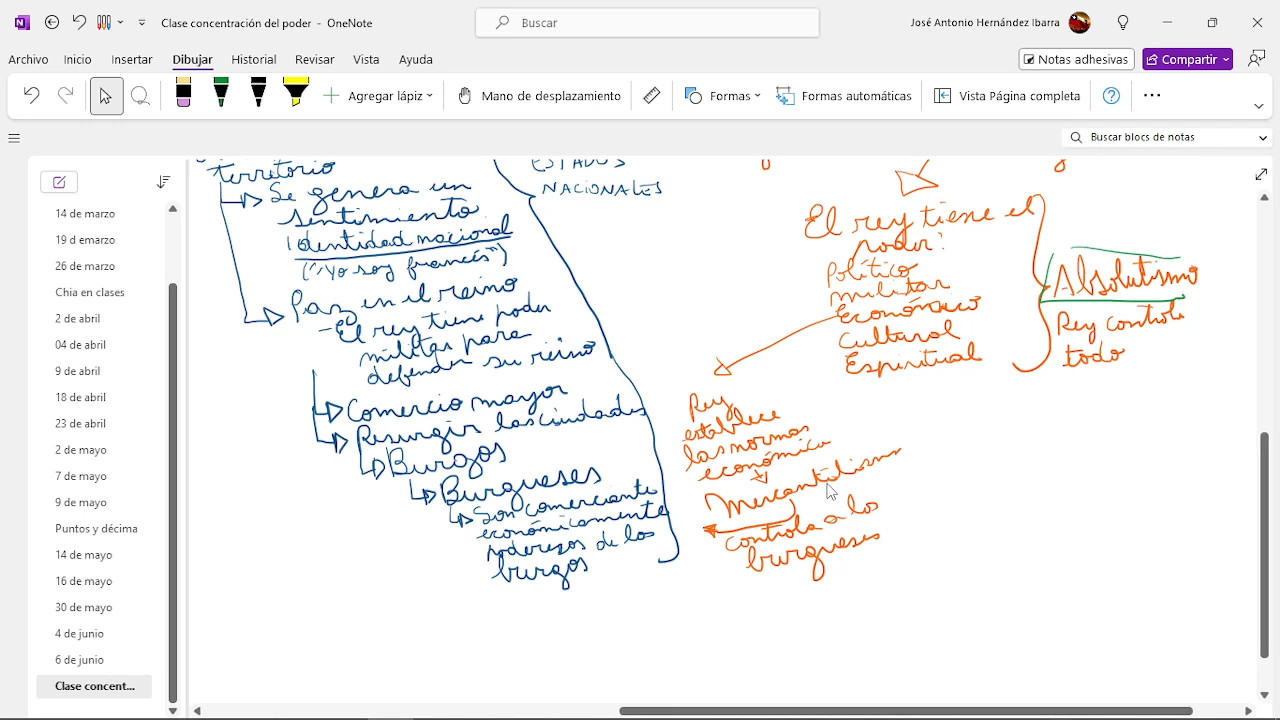 Clase concentración del poder - OneNote
Buscar
José Antonio Hernández Ibarra
Archivo
Inicio
Insertar
Dibujar
Historial
Revisar
Vista
Ayuda
Notas adhesivas
Compartir
Agregar lápiz
Mano de desplazamiento
Formas
Formas automáticas
Vista Página completa
Buscar blocs de notas
14 de marzo
19 d emarzo
26 de marzo
Chia en clases
2 de abril
04 de abril
9 de abril
18 de abril
23 de abril
2 de mayo
7 de mayo
9 de mayo
Puntos y décima
14 de mayo
16 de mayo
30 de mayo
4 de junio
6 de junio
Clase concent...
territorio
Se genera un
sentimiento
Identidad nacional
("Yo soy francés")
Paz en el reino
- El rey tiene poder
militar para
defender su reino
Comercio mayor
Resurgir las ciudades
Burgos
Burgueses
Son comerciante
económicamente
poderosos de los
burgos
ESTADOS
NACIONALES
El rey tiene el
poder:
Político
militar
Económico
Cultural
Espiritual
Absolutismo
Rey controla
todo
Rey
establece
las normas
económica
Mercantilismo
controla a los
burgueses